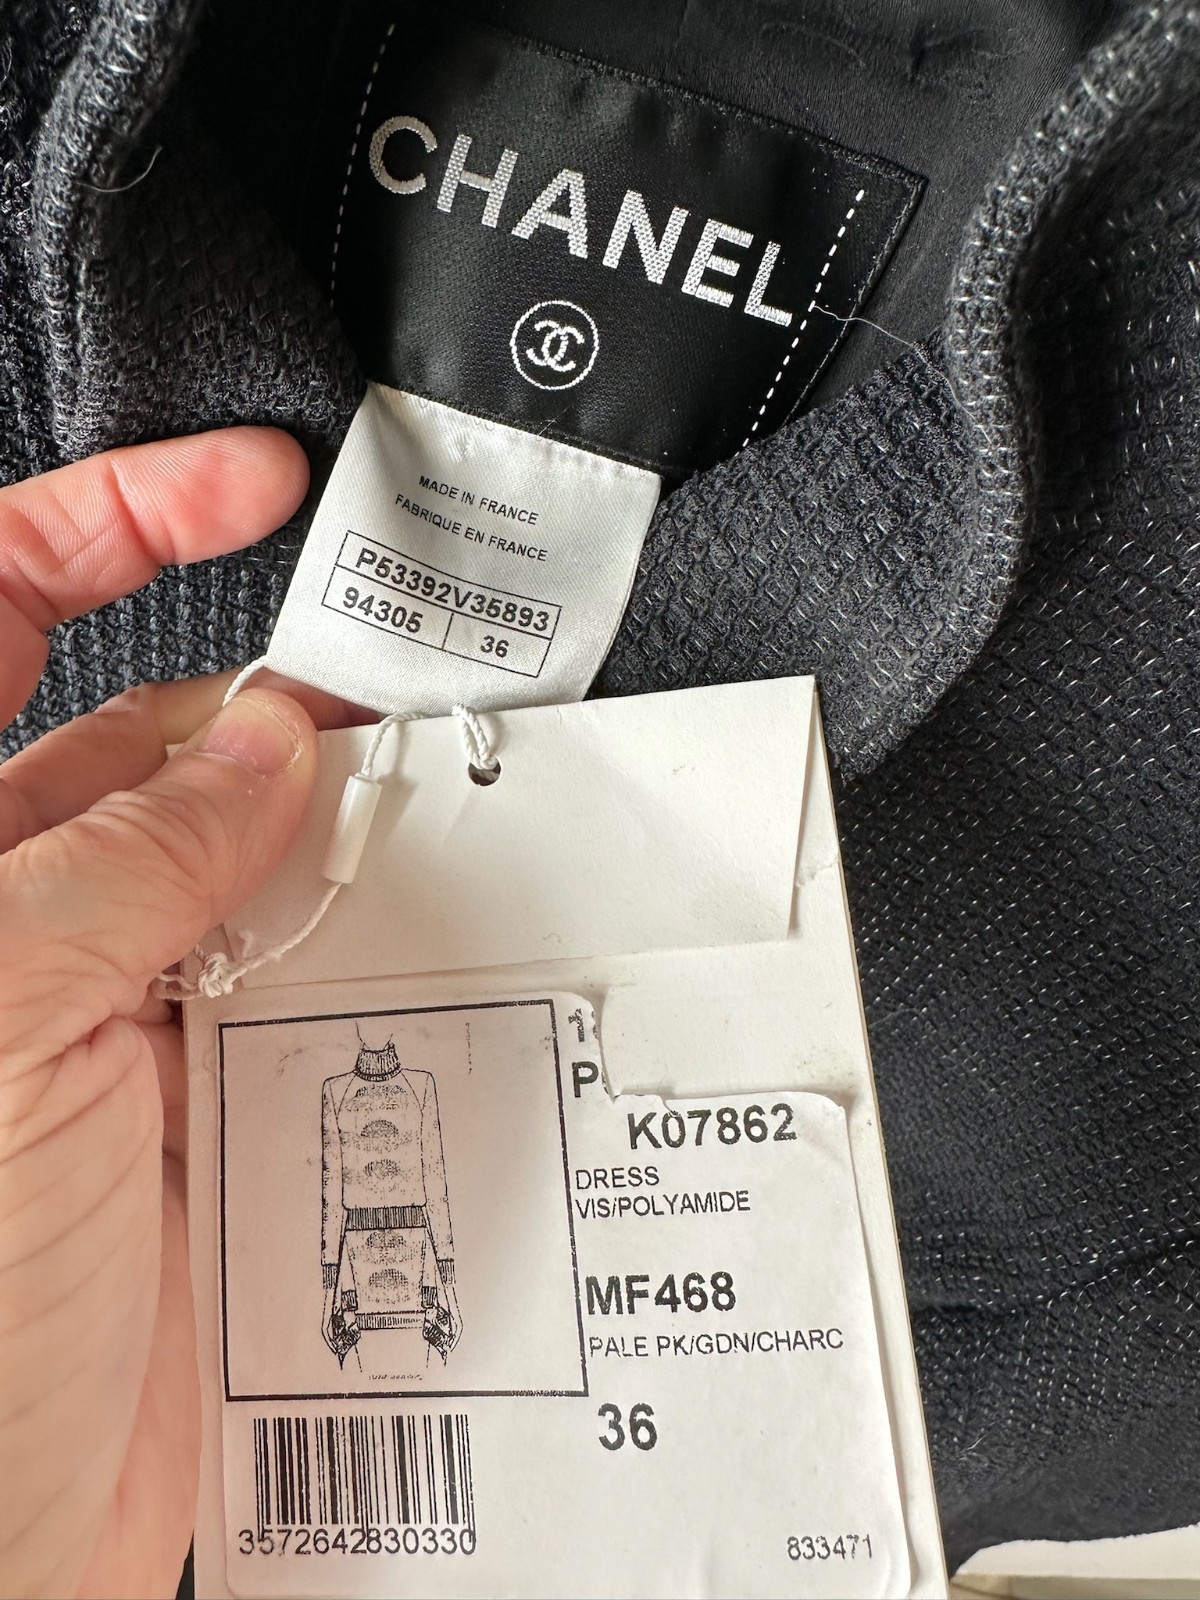 CHANEL
MADE IN FRANCE
FABRIQUE EN FRANCE
P53392V35893
94305 36
K07862
DRESS
VIS/POLYAMIDE
MF468
PALE PK/GDN/CHARC
36
3572642830330
833471